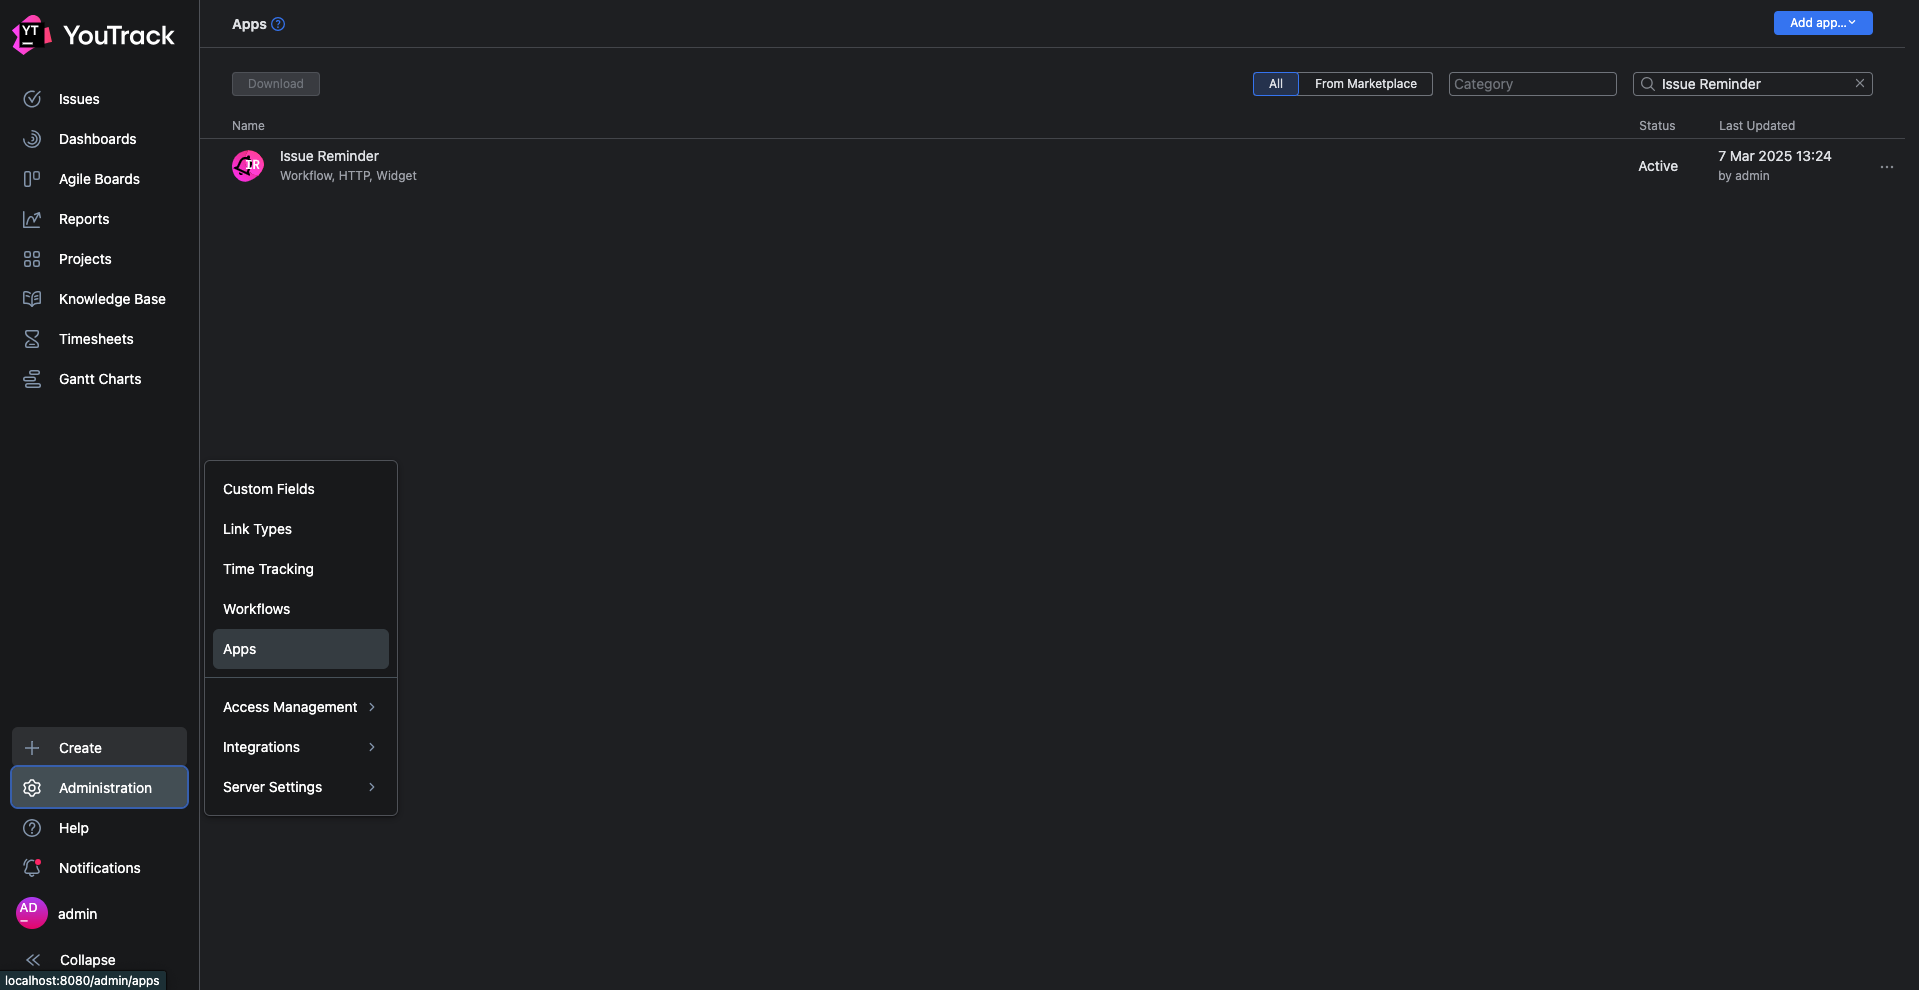 YT
YouTrack
Issues
Dashboards
Agile Boards
Reports
Projects
Knowledge Base
Timesheets
Gantt Charts
Create
Administration
Help
Notifications
AD
admin
Collapse
localhost:8080/admin/apps
Apps
Add app...
Download
All
From Marketplace
Category
Issue Reminder
Name
Status
Last Updated
IR
Issue Reminder
Workflow, HTTP, Widget
Active
7 Mar 2025 13:24
by admin
Custom Fields
Link Types
Time Tracking
Workflows
Apps
Access Management
Integrations
Server Settings